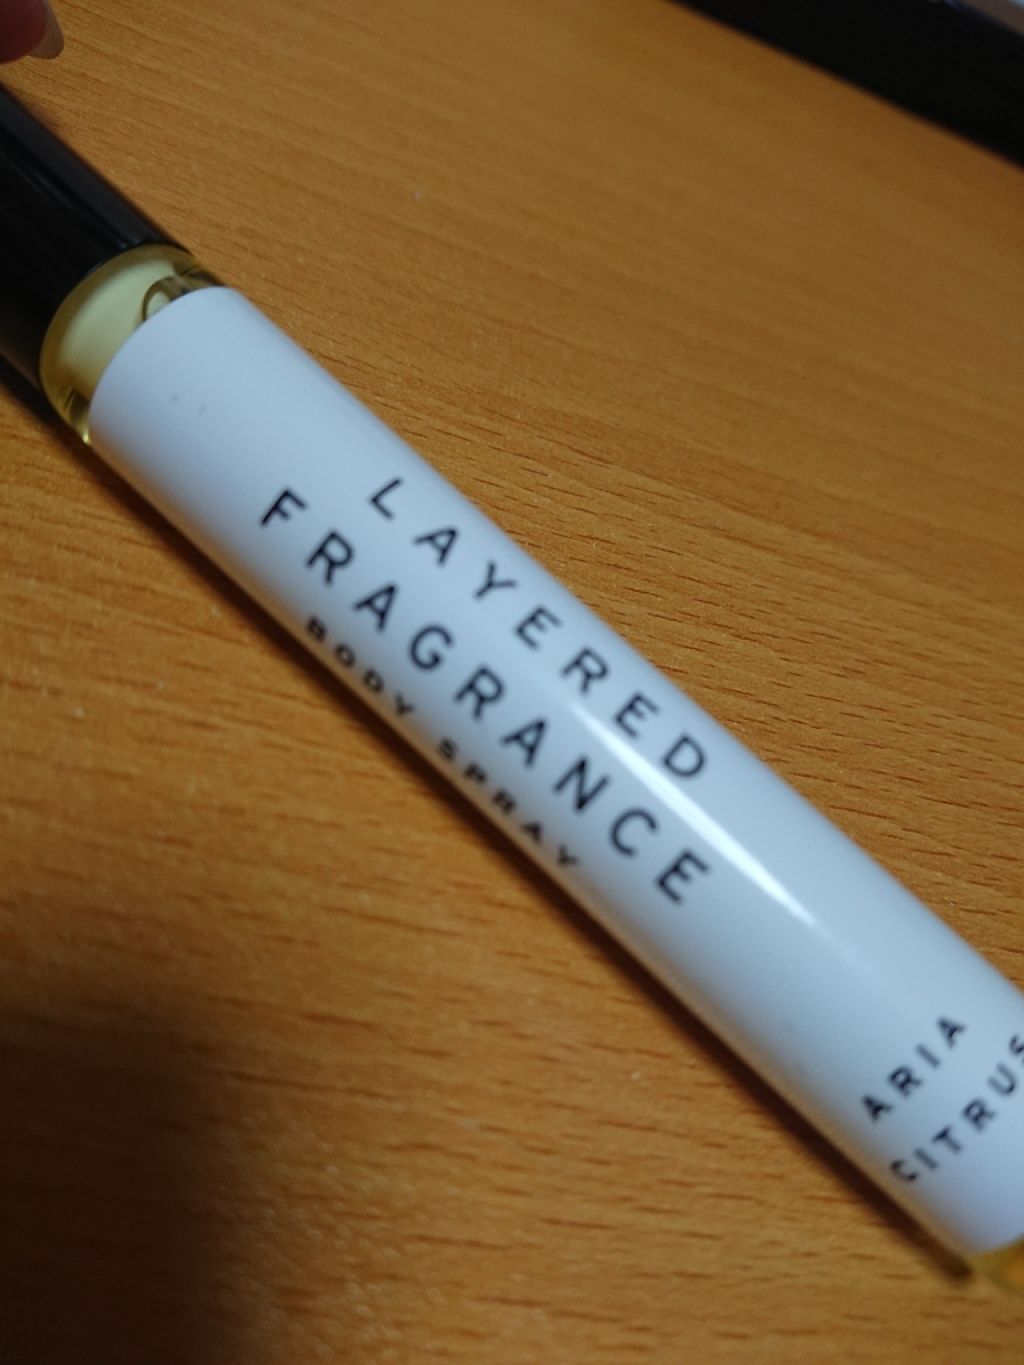 LAYERED
FRAGRANCE
BODY SPRAY
ARIA
CITRUS